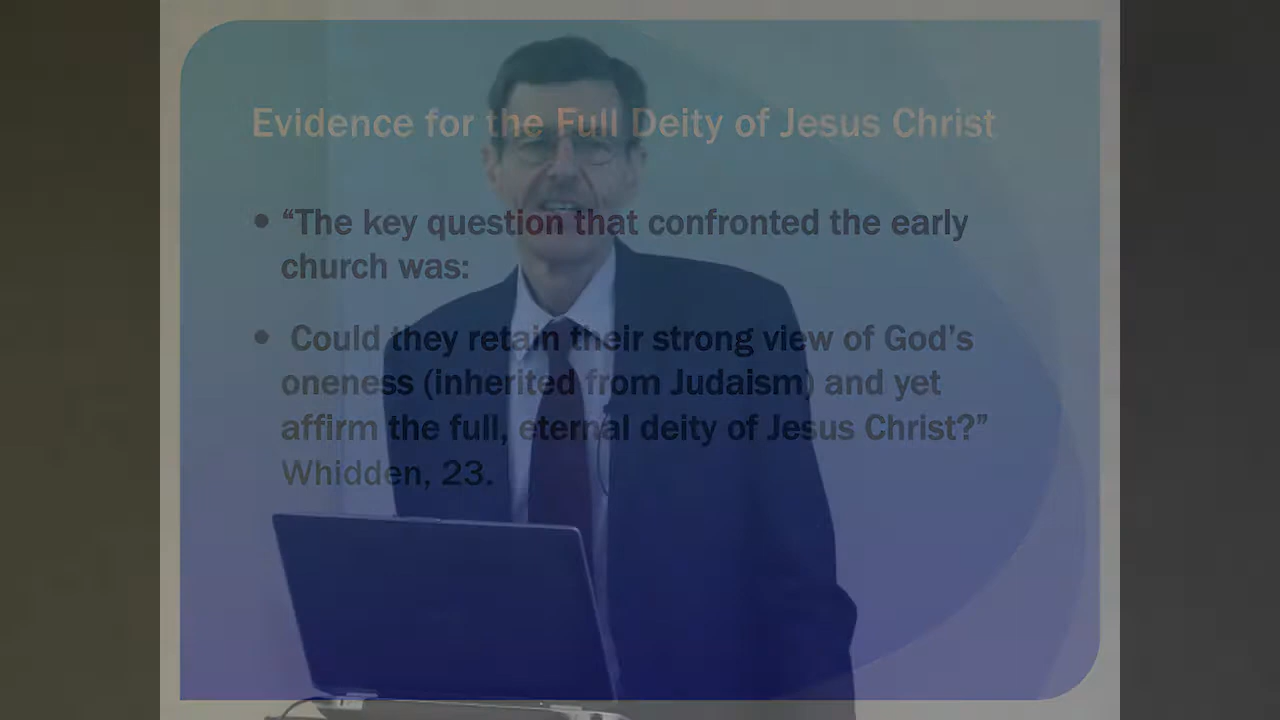 Evidence for the Full Deity of Jesus Christ
• “The key question that confronted the early
church was:
• Could they retain their strong view of God’s
oneness (inherited from Judaism) and yet
affirm the full, eternal deity of Jesus Christ?”
Whidden, 23.